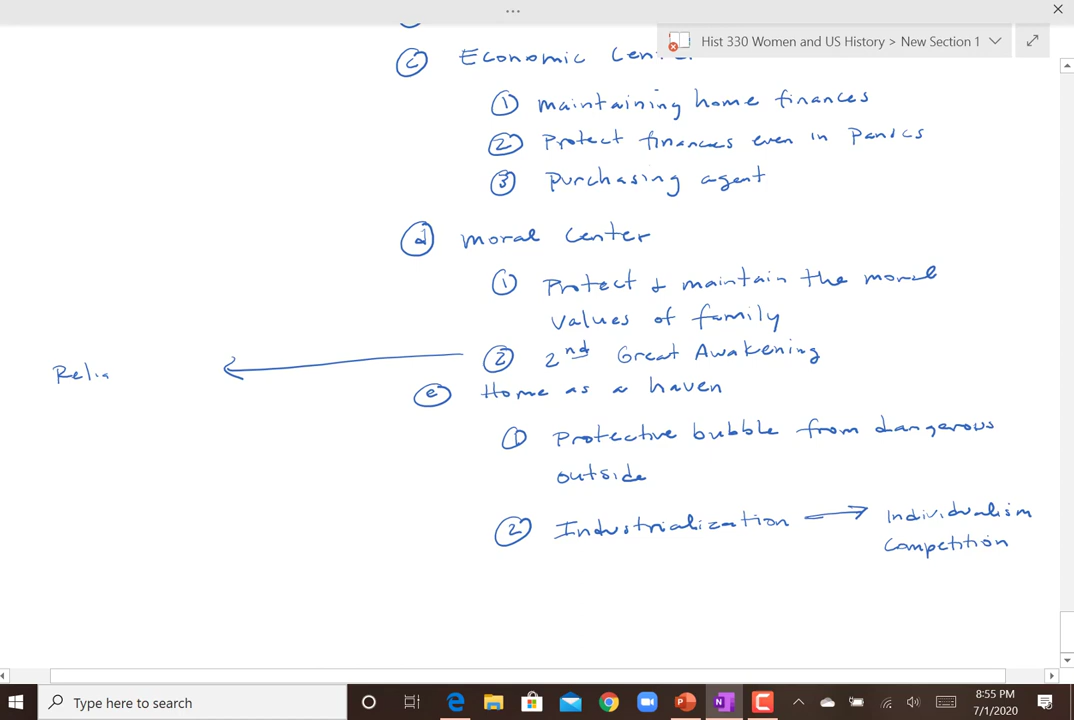 Hist 330 Women and US History > New Section 1
c Economic Center
1 maintaining home finances
2 Protect finances even in Panics
3 Purchasing agent
d moral center
1 Protect & maintain the moral
values of family
2 2nd Great Awakening
Relig
e Home as a haven
1 Protective bubble from dangerous
outside
2 Industrialization → Individualism
Competition
Type here to search
8:55 PM
7/1/2020